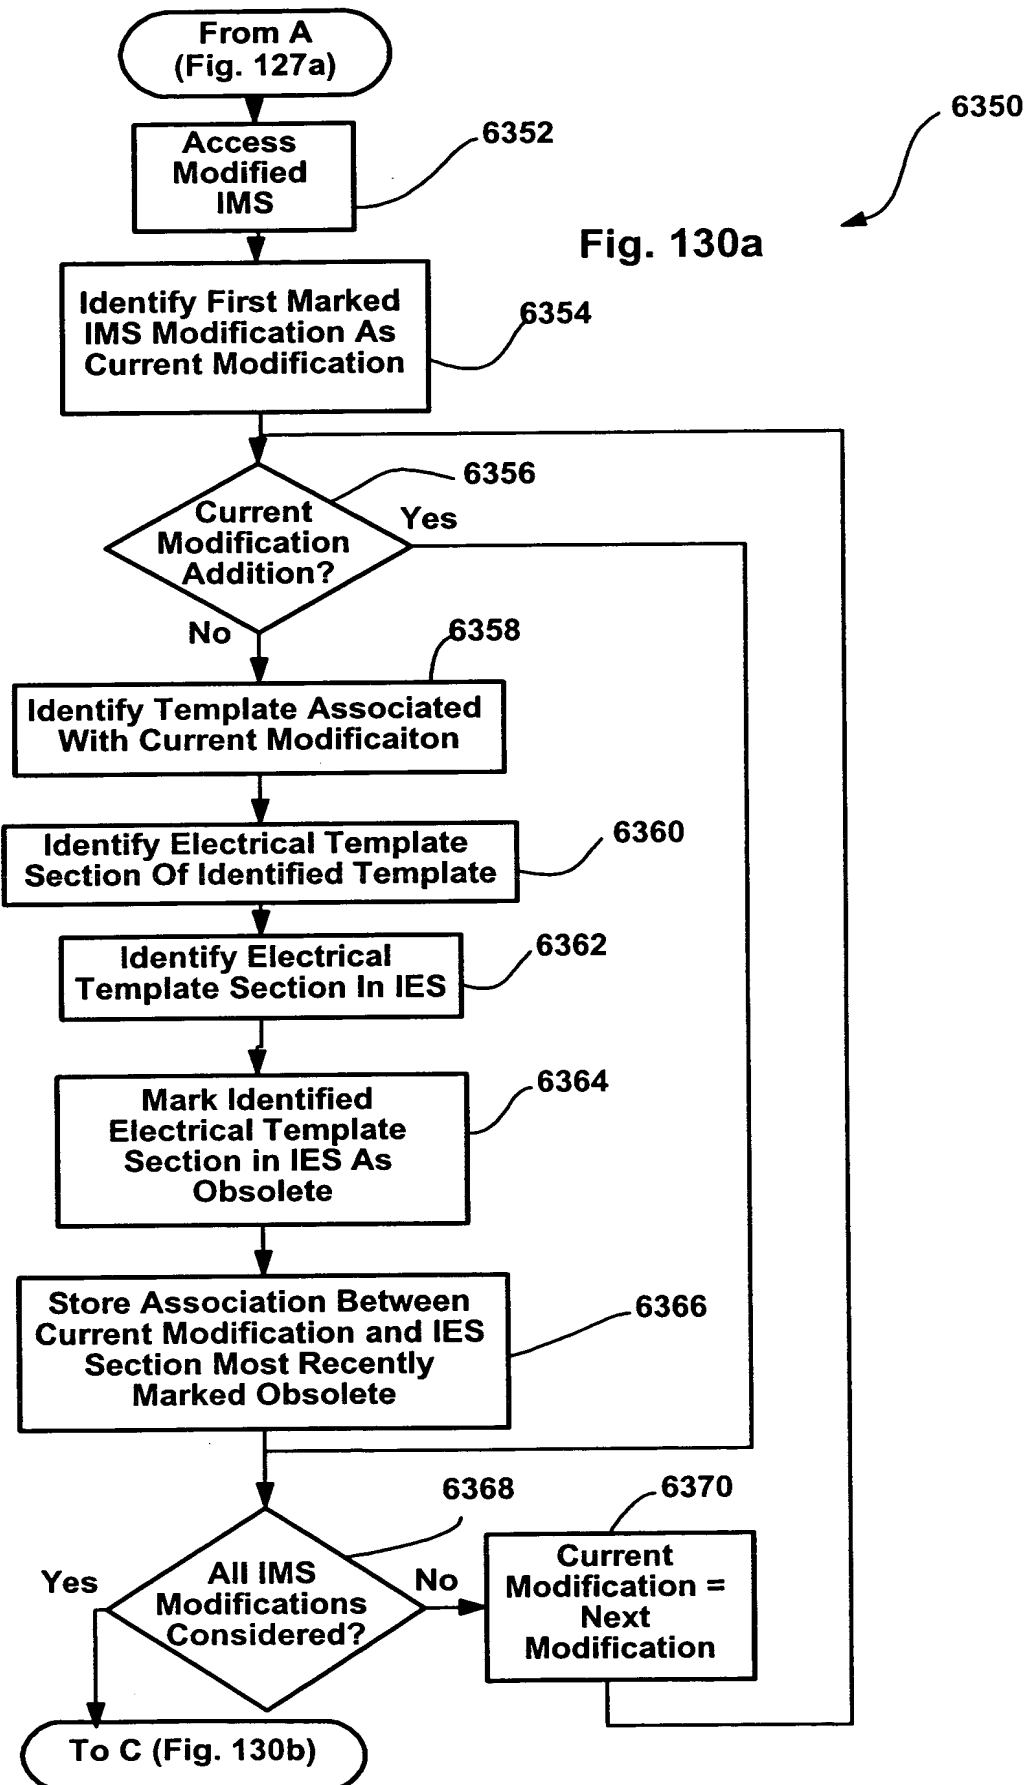 From A
(Fig. 127a)
6350
Access
Modified
IMS
6352
Fig. 130a
Identify First Marked
IMS Modification As
Current Modification
6354
6356
Current
Modification
Addition?
Yes
No
6358
Identify Template Associated
With Current Modificaiton
Identify Electrical Template
Section Of Identified Template
6360
Identify Electrical
Template Section In IES
6362
Mark Identified
Electrical Template
Section in IES As
Obsolete
6364
Store Association Between
Current Modification and IES
Section Most Recently
Marked Obsolete
6366
6368
6370
Yes
All IMS
Modifications
Considered?
No
Current
Modification =
Next
Modification
To C (Fig. 130b)